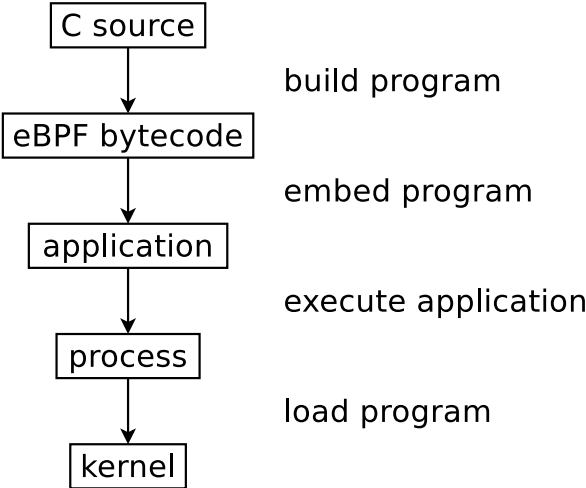 C source
build program
eBPF bytecode
embed program
application
execute application
process
load program
kernel